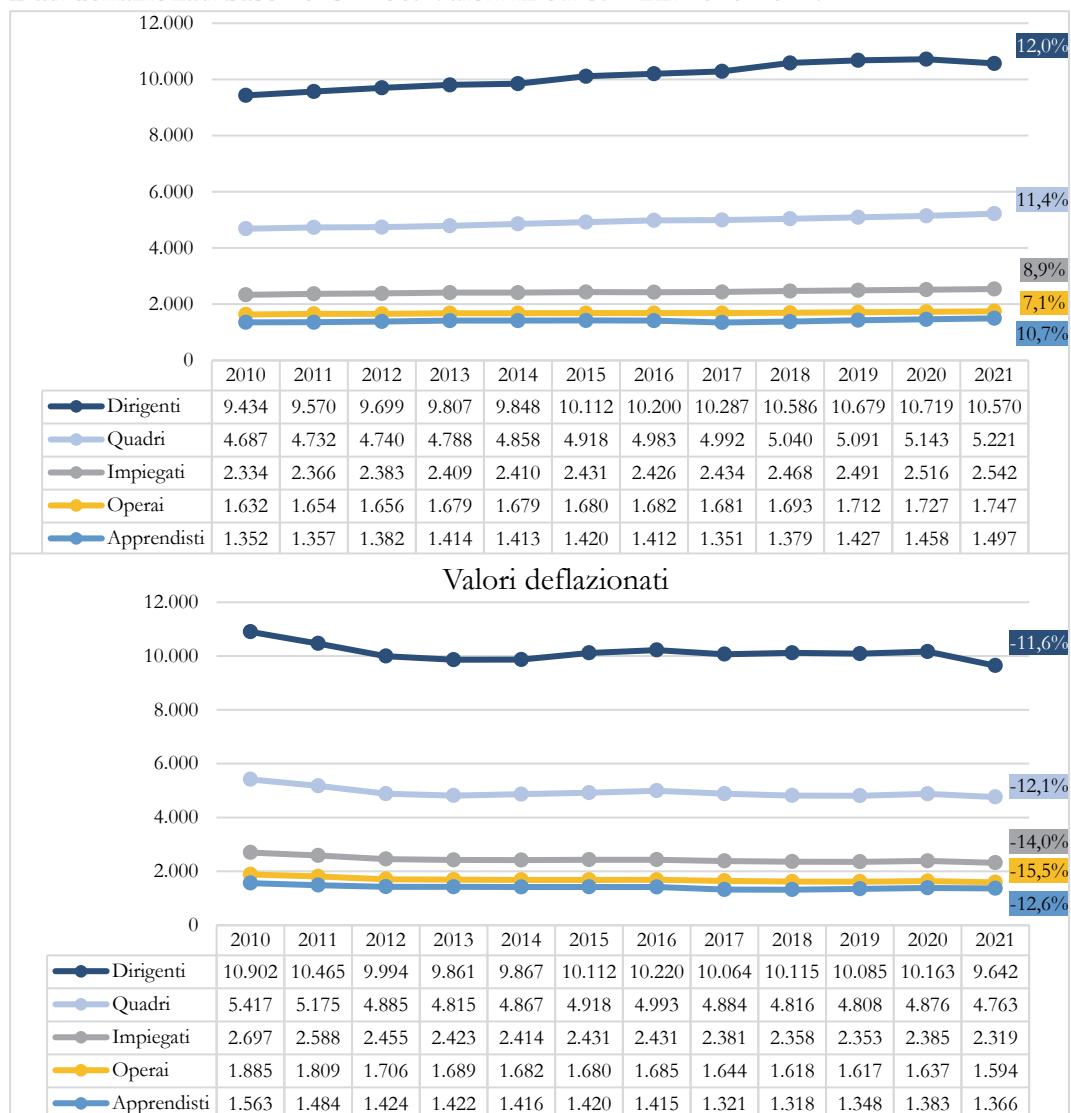 12.000
12,0%
10.000
8.000
6.000
11,4%
4.000
8,9%
2.000
7,1%
10,7%
0
2010 2011 2012 2013 2014 2015 2016 2017 2018 2019 2020 2021
Dirigenti 9.434 9.570 9.699 9.807 9.848 10.112 10.200 10.287 10.586 10.679 10.719 10.570
Quadri 4.687 4.732 4.740 4.788 4.858 4.918 4.983 4.992 5.040 5.091 5.143 5.221
Impiegati 2.334 2.366 2.383 2.409 2.410 2.431 2.426 2.434 2.468 2.491 2.516 2.542
Operai 1.632 1.654 1.656 1.679 1.679 1.680 1.682 1.681 1.693 1.712 1.727 1.747
Apprendisti 1.352 1.357 1.382 1.414 1.413 1.420 1.412 1.351 1.379 1.427 1.458 1.497
Valori deflazionati
12.000
-11,6%
10.000
8.000
6.000
-12,1%
4.000
-14,0%
2.000
-15,5%
-12,6%
0
2010 2011 2012 2013 2014 2015 2016 2017 2018 2019 2020 2021
Dirigenti 10.902 10.465 9.994 9.861 9.867 10.112 10.220 10.064 10.115 10.085 10.163 9.642
Quadri 5.417 5.175 4.885 4.815 4.867 4.918 4.993 4.884 4.816 4.808 4.876 4.763
Impiegati 2.697 2.588 2.455 2.423 2.414 2.431 2.431 2.381 2.358 2.353 2.385 2.319
Operai 1.885 1.809 1.706 1.689 1.682 1.680 1.685 1.644 1.618 1.617 1.637 1.594
Apprendisti 1.563 1.484 1.424 1.422 1.416 1.420 1.415 1.321 1.318 1.348 1.383 1.366